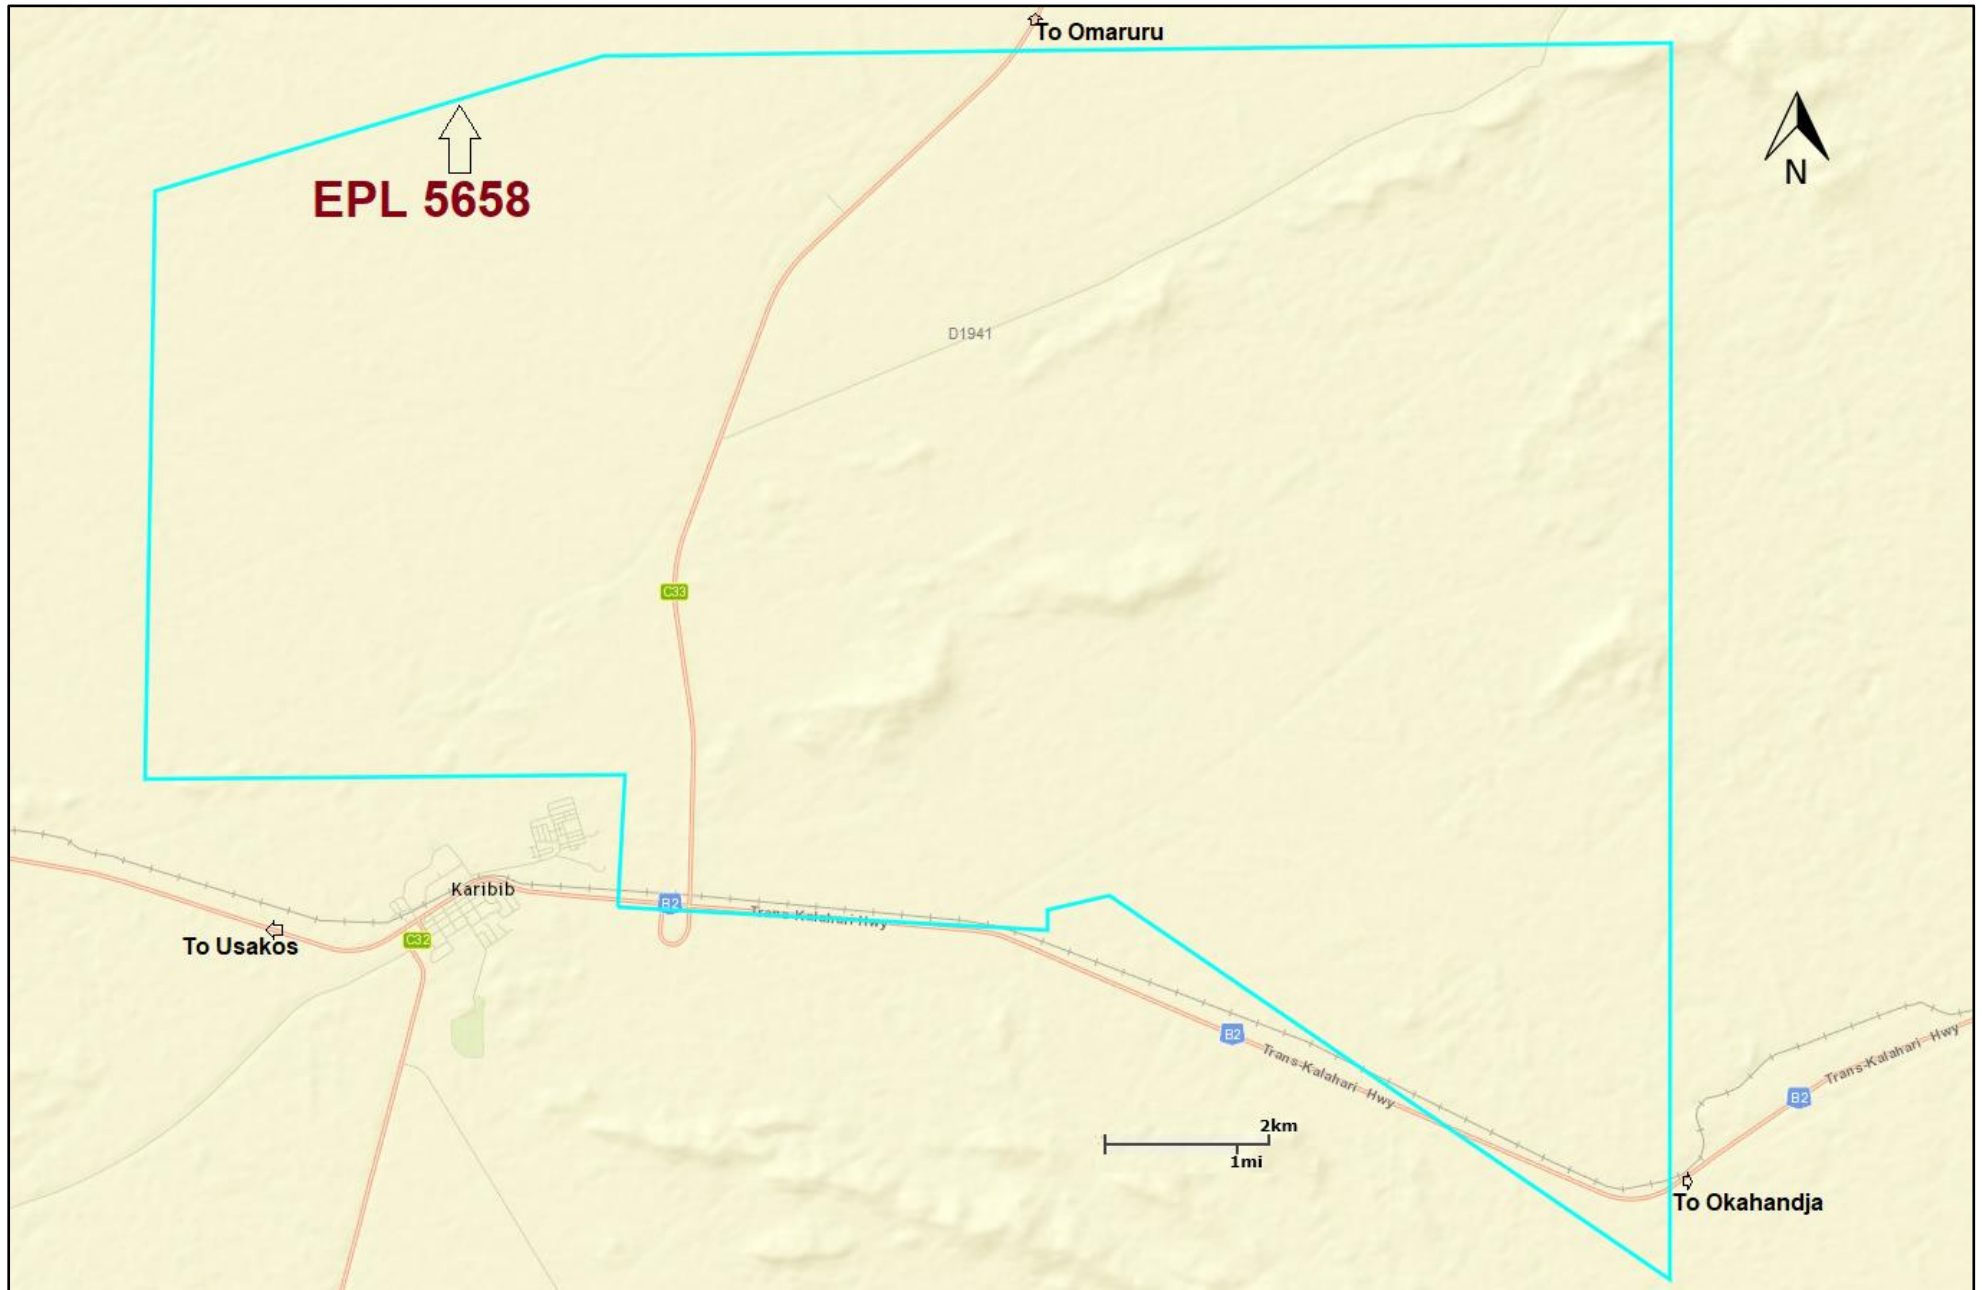 To Omaruru
N
EPL 5658
D1941
C33
Karibib
B2
Trans-Kalahari Hwy
C32
To Usakos
B2
Trans-Kalahari Hwy
Trans-Kalahari Hwy
B2
2km
1mi
To Okahandja